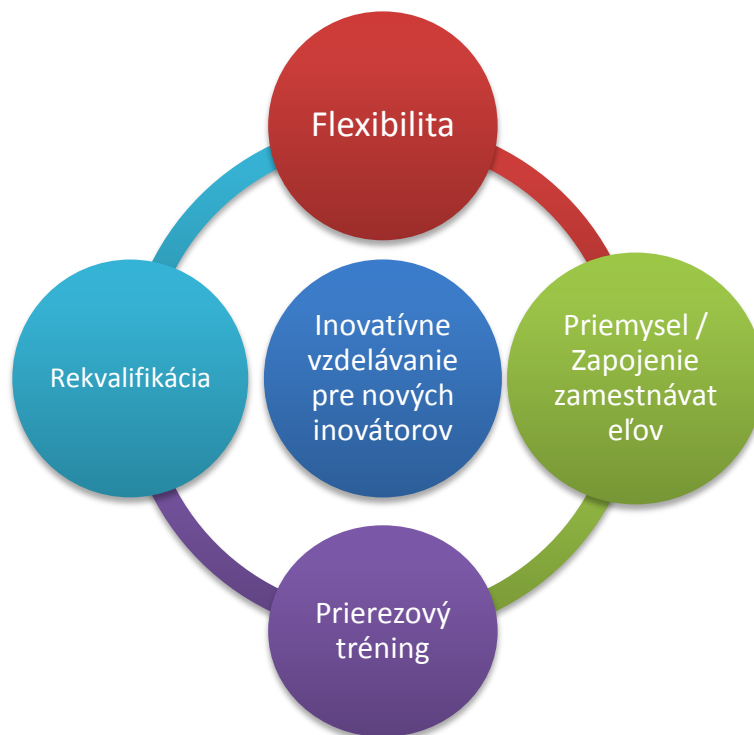 Flexibilita
Rekvalifikácia
Inovatívne
vzdelávanie
pre nových
inovátorov
Priemysel /
Zapojenie
zamestnávat
eľov
Prierezový
tréning